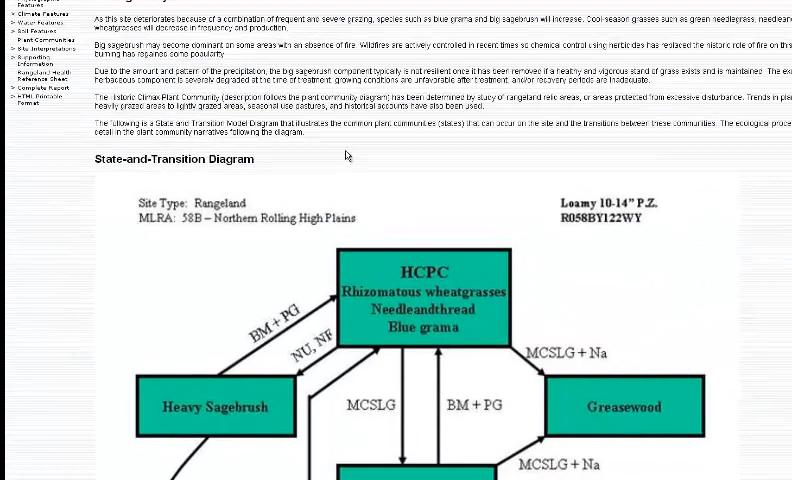 Features
> Climate Features
> Water Features
> Soil Features
Plant Communities
> Site Interpretations
> Supporting
Information
Rangeland Health
Reference Sheet
> Complete Report
> HTML Printable
Format
As this site deteriorates because of a combination of frequent and severe grazing, species such as blue grama and big sagebrush will increase. Cool-season grasses such as green needlegrass, needleand
wheatgrasses will decrease in frequency and production.
Big sagebrush may become dominant on some areas with an absence of fire. Wildfires are actively controlled in recent times so chemical control using herbicides has replaced the historic role of fire on this
burning has regained some popularity.
Due to the amount and pattern of the precipitation, the big sagebrush component typically is not resilient once it has been removed if a healthy and vigorous stand of grass exists and is maintained. The ex
herbaceous component is severely degraded at the time of treatment, growing conditions are unfavorable after treatment, and/or recovery periods are inadequate.
The Historic Climax Plant Community (description follows the plant community diagram) has been determined by study of rangeland relic areas, or areas protected from excessive disturbance. Trends in plan
heavily grazed areas to lightly grazed areas, seasonal use pastures, and historical accounts have also been used.
The following is a State and Transition Model Diagram that illustrates the common plant communities (states) that can occur on the site and the transitions between these communities. The ecological proce
detail in the plant community narratives following the diagram.
State-and-Transition Diagram
Site Type: Rangeland
MLRA: 58B – Northern Rolling High Plains
Loamy 10-14" P.Z.
R058BY122WY
HCPC
Rhizomatous wheatgrasses
Needleandthread
Blue grama
BM + PG
NU, NF
MCSLG + Na
Heavy Sagebrush
MCSLG
BM + PG
Greasewood
MCSLG + Na